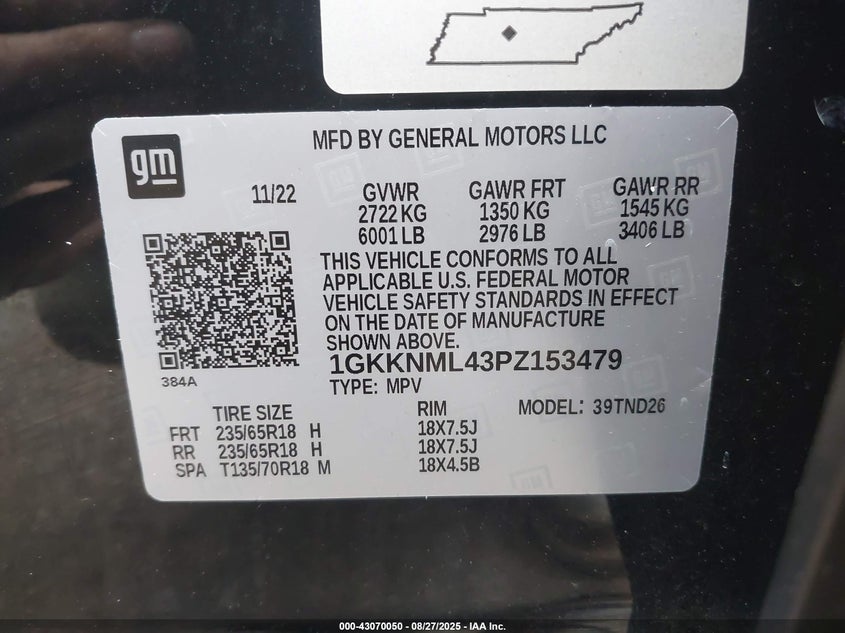 gm
MFD BY GENERAL MOTORS LLC
11/22
GVWR GAWR FRT GAWR RR
2722 KG 1350 KG 1545 KG
6001 LB 2976 LB 3406 LB
THIS VEHICLE CONFORMS TO ALL
APPLICABLE U.S. FEDERAL MOTOR
VEHICLE SAFETY STANDARDS IN EFFECT
ON THE DATE OF MANUFACTURE
SHOWN ABOVE.
384A
1GKKNML43PZ153479
TYPE: MPV
TIRE SIZE RIM MODEL: 39TND26
FRT 235/65R18 H 18X7.5J
RR 235/65R18 H 18X7.5J
SPA T135/70R18 M 18X4.5B
000-43070050 - 08/27/2025 - IAA Inc.